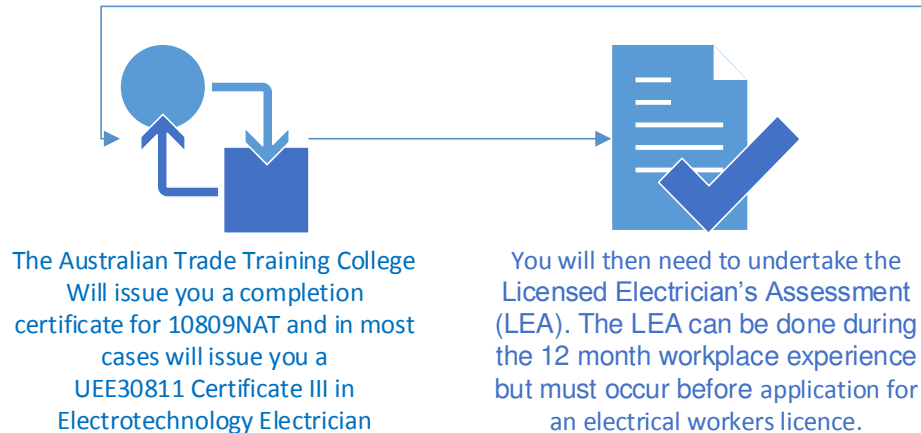 The Australian Trade Training College
Will issue you a completion
certificate for 10809NAT and in most
cases will issue you a
UEE30811 Certificate III in
Electrotechnology Electrician
You will then need to undertake the
Licensed Electrician's Assessment
(LEA). The LEA can be done during
the 12 month workplace experience
but must occur before application for
an electrical workers licence.